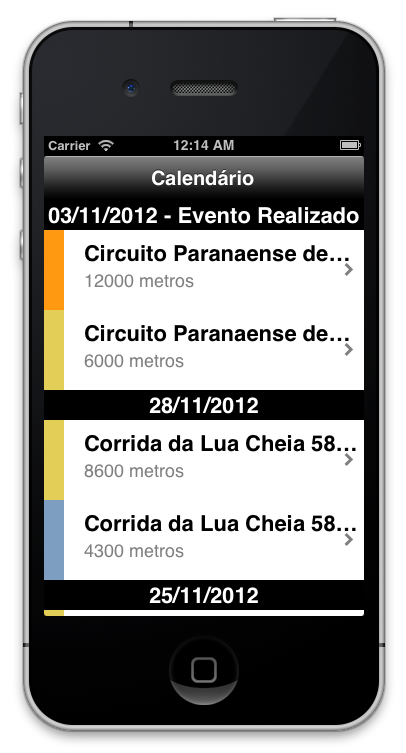 Carrier 12:14 AM
Calendário
03/11/2012 - Evento Realizado
Circuito Paranaense de...
12000 metros
Circuito Paranaense de...
6000 metros
28/11/2012
Corrida da Lua Cheia 58...
8600 metros
Corrida da Lua Cheia 58...
4300 metros
25/11/2012